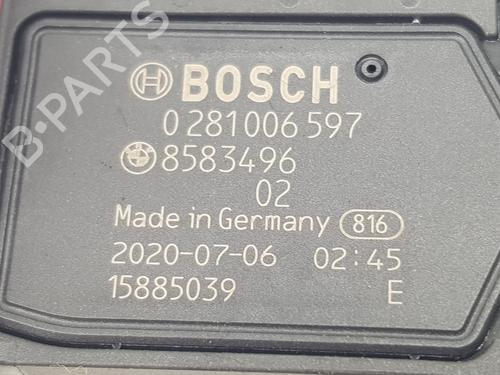 BOSCH
0 281 006 597
8583496
02
Made in Germany 816
2020-07-06 02:45
15885039 E
B-PARTS